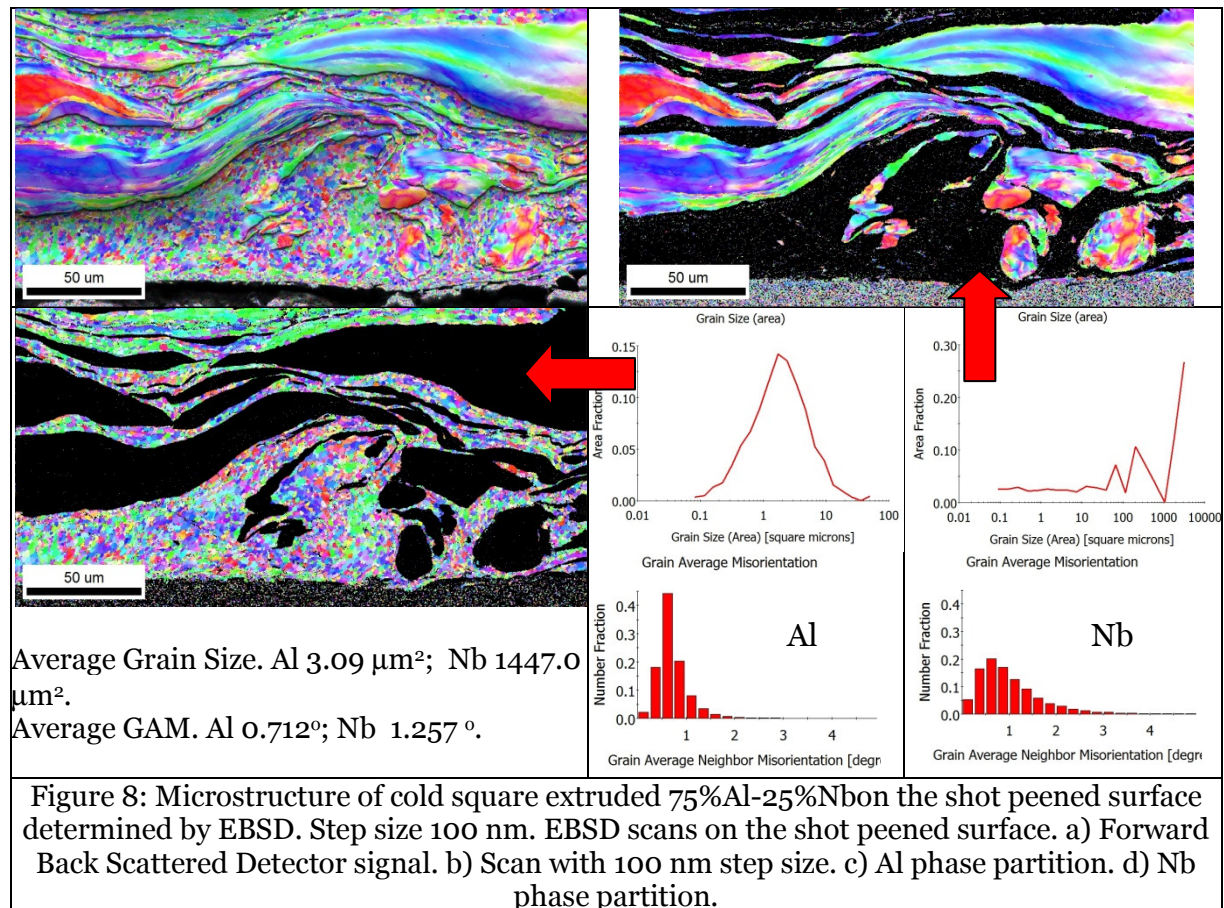 50 um
50 um
50 um
Grain Size (area)
0.15
0.10
0.05
0.00
Area Fraction
0.01 0.1 1 10 100
Grain Size (Area) [square microns]
Grain Size (area)
0.30
0.20
0.10
0.00
Area Fraction
0.01 0.1 1 10 100 1000 10000
Grain Size (Area) [square microns]
Grain Average Misorientation
0.4
0.3
0.2
0.1
0.0
Number Fraction
Al
1 2 3 4
Grain Average Neighbor Misorientation [degr
Grain Average Misorientation
0.4
0.3
0.2
0.1
0.0
Number Fraction
Nb
1 2 3 4
Grain Average Neighbor Misorientation [degre
Average Grain Size. Al 3.09 µm²; Nb 1447.0
µm².
Average GAM. Al 0.712º; Nb 1.257 º.
Figure 8: Microstructure of cold square extruded 75%Al-25%Nbon the shot peened surface
determined by EBSD. Step size 100 nm. EBSD scans on the shot peened surface. a) Forward
Back Scattered Detector signal. b) Scan with 100 nm step size. c) Al phase partition. d) Nb
phase partition.